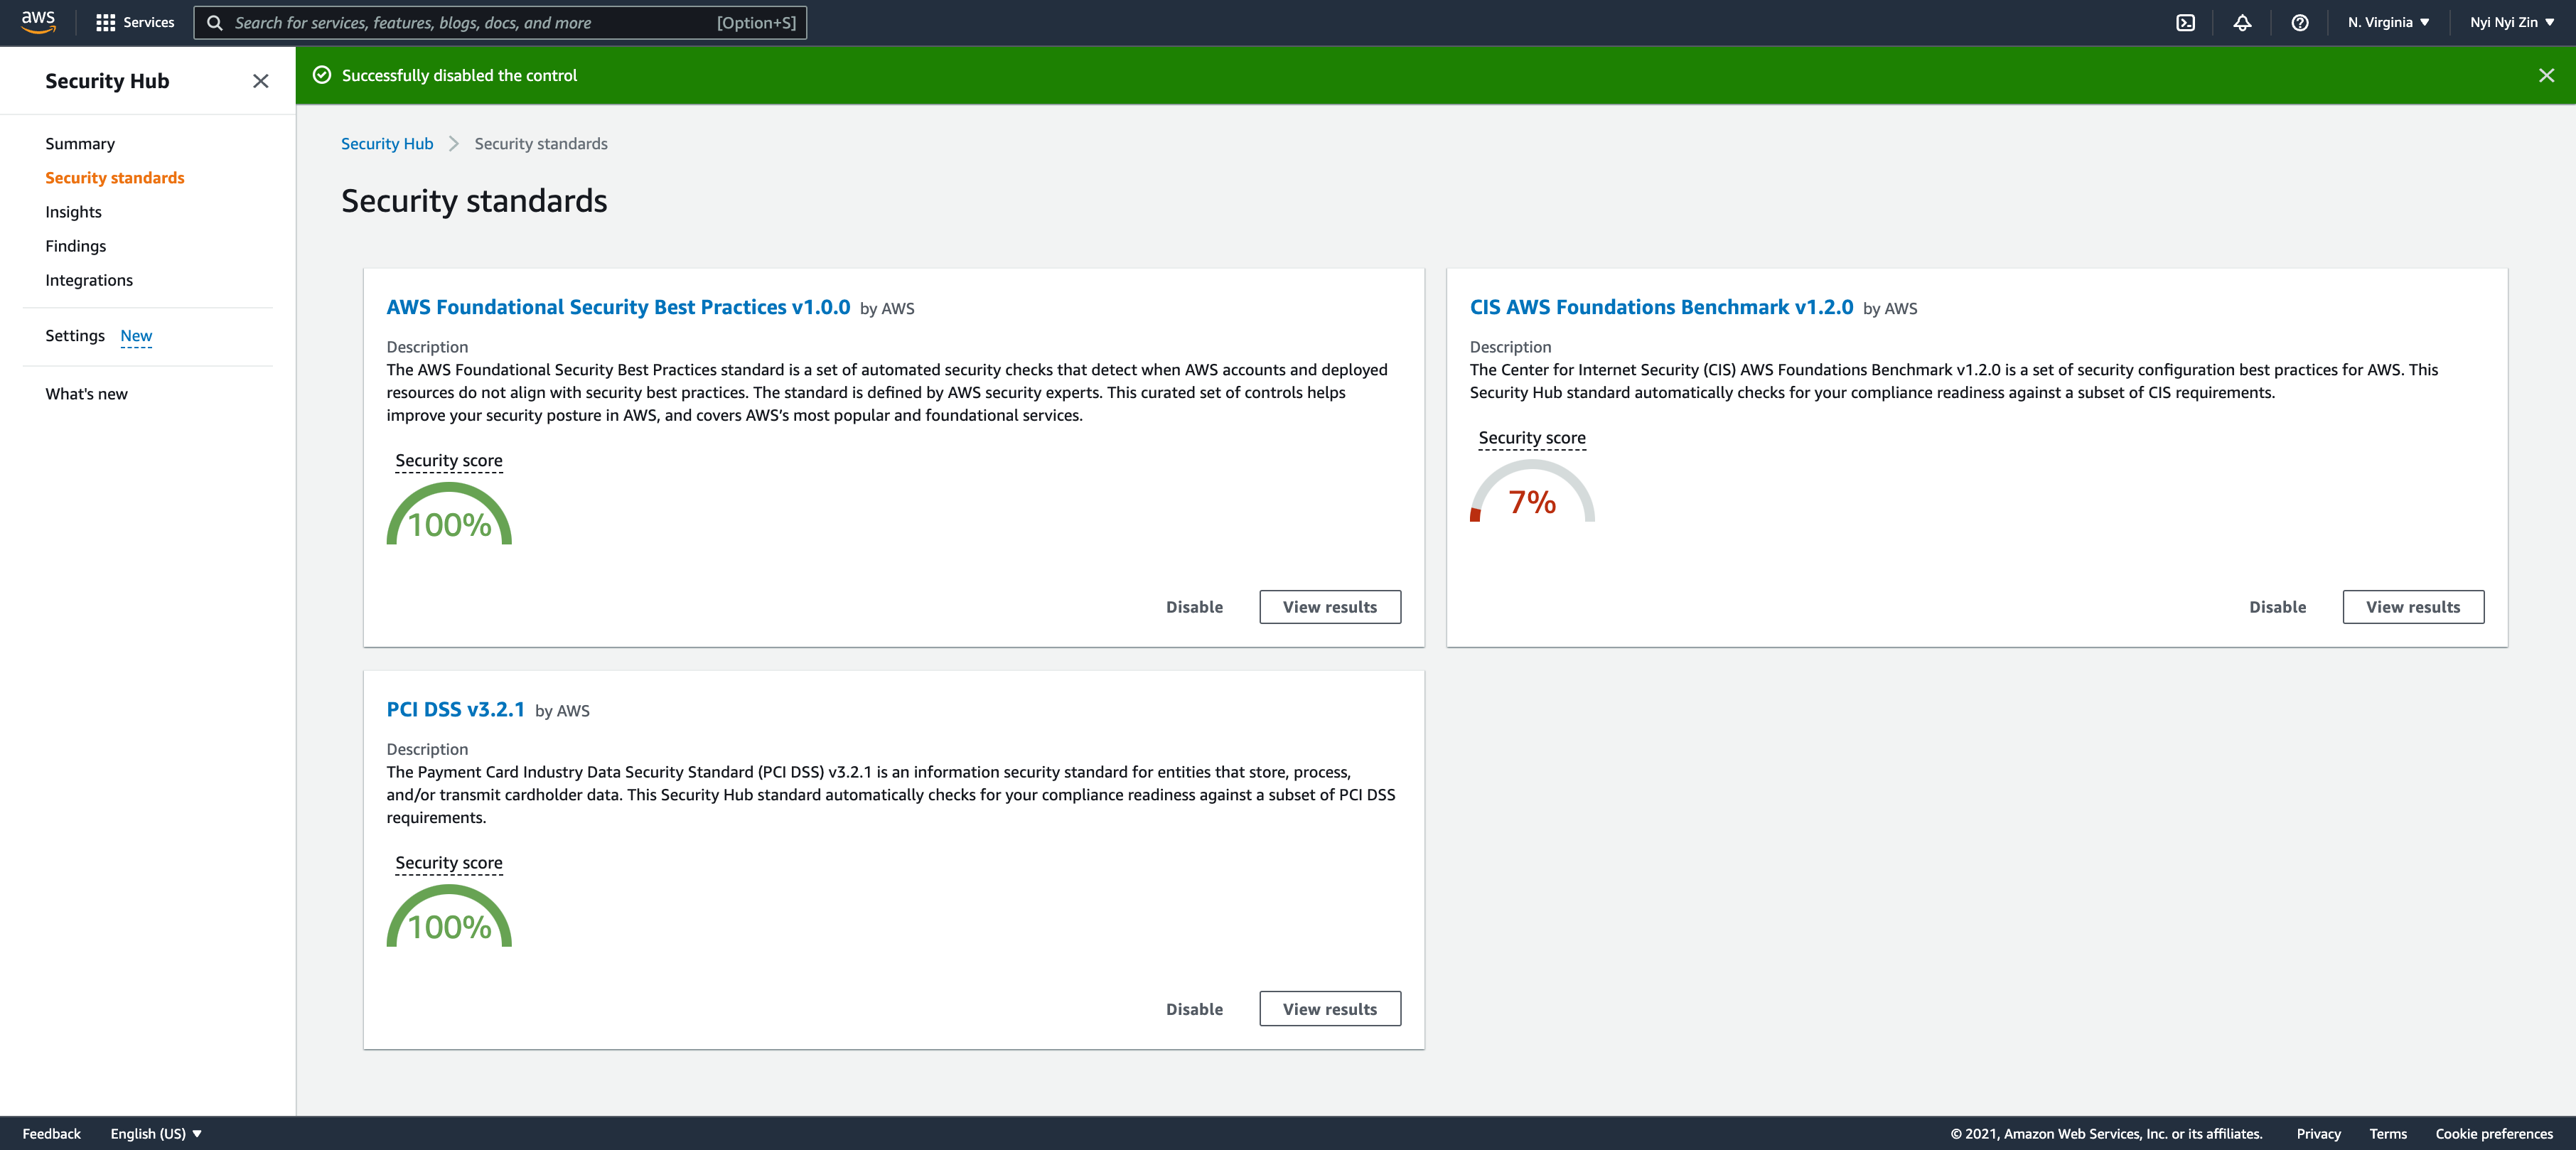 aws
Services
Search for services, features, blogs, docs, and more [Option+S]
N. Virginia
Nyi Nyi Zin
Security Hub
Summary
Security standards
Insights
Findings
Integrations
Settings New
What's new
Successfully disabled the control
Security Hub Security standards
Security standards
AWS Foundational Security Best Practices v1.0.0 by AWS
Description
The AWS Foundational Security Best Practices standard is a set of automated security checks that detect when AWS accounts and deployed
resources do not align with security best practices. The standard is defined by AWS security experts. This curated set of controls helps
improve your security posture in AWS, and covers AWS’s most popular and foundational services.
Security score
100%
Disable
View results
CIS AWS Foundations Benchmark v1.2.0 by AWS
Description
The Center for Internet Security (CIS) AWS Foundations Benchmark v1.2.0 is a set of security configuration best practices for AWS. This
Security Hub standard automatically checks for your compliance readiness against a subset of CIS requirements.
Security score
7%
Disable
View results
PCI DSS v3.2.1 by AWS
Description
The Payment Card Industry Data Security Standard (PCI DSS) v3.2.1 is an information security standard for entities that store, process,
and/or transmit cardholder data. This Security Hub standard automatically checks for your compliance readiness against a subset of PCI DSS
requirements.
Security score
100%
Disable
View results
Feedback
English (US)
© 2021, Amazon Web Services, Inc. or its affiliates.
Privacy
Terms
Cookie preferences